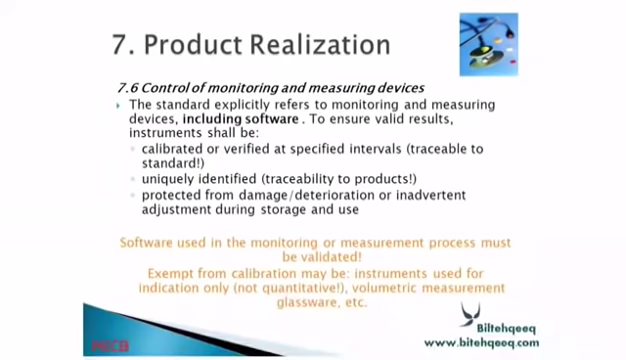 7. Product Realization
7.6 Control of monitoring and measuring devices
The standard explicitly refers to monitoring and measuring
devices, including software. To ensure valid results,
instruments shall be:
calibrated or verified at specified intervals (traceable to
standard!)
uniquely identified (traceability to products!)
protected from damage/deterioration or inadvertent
adjustment during storage and use
Software used in the monitoring or measurement process must
be validated!
Exempt from calibration may be: instruments used for
indication only (not quantitative!), volumetric measurement
glassware, etc.
Biltehqeeq
www.bitehqeeq.com
PECB